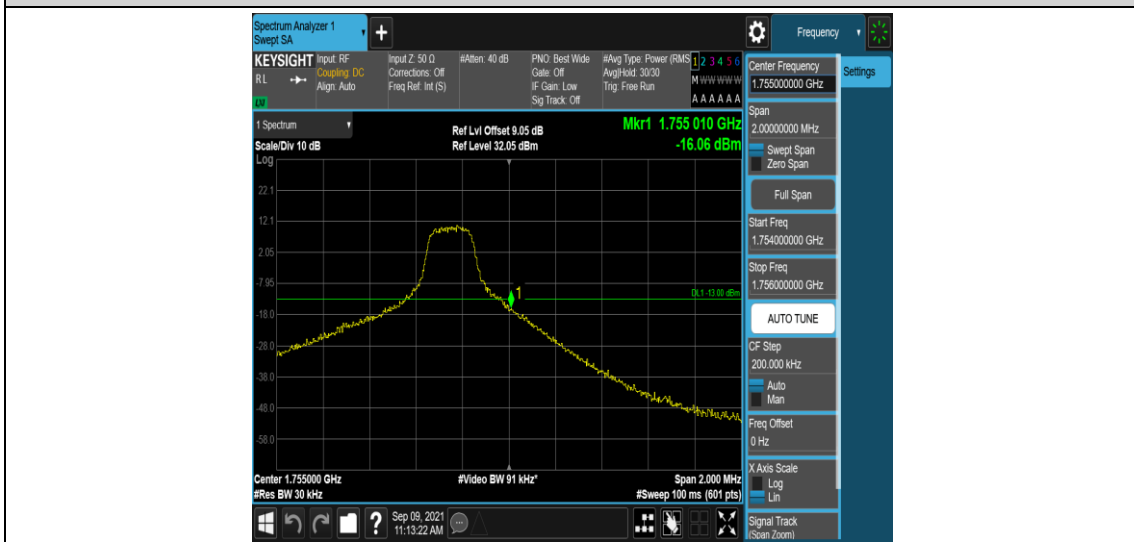 Spectrum Analyzer 1
Swept SA
+
Frequency
KEYSIGHT
RL
LXI
Input: RF
Coupling: DC
Align: Auto
Input Z: 50 Ω
Corrections: Off
Freq Ref: Int (S)
#Atten: 40 dB
PNO: Best Wide
Gate: Off
IF Gain: Low
Sig Track: Off
#Avg Type: Power (RMS
Avg|Hold: 30/30
Trig: Free Run
1 2 3 4 5 6
M W W W W W
A A A A A A
1 Spectrum
Scale/Div 10 dB
Log
Ref Lvl Offset 9.05 dB
Ref Level 32.05 dBm
Mkr1 1.755 010 GHz
-16.06 dBm
22.1
12.1
2.05
-7.95
-18.0
-28.0
-38.0
-48.0
-58.0
1
DL1 -13.00 dBm
Center 1.755000 GHz
#Res BW 30 kHz
#Video BW 91 kHz*
Span 2.000 MHz
#Sweep 100 ms (601 pts)
?
Sep 09, 2021
11:13:22 AM
Center Frequency
1.755000000 GHz
Settings
Span
2.00000000 MHz
Swept Span
Zero Span
Full Span
Start Freq
1.754000000 GHz
Stop Freq
1.756000000 GHz
AUTO TUNE
CF Step
200.000 kHz
Auto
Man
Freq Offset
0 Hz
X Axis Scale
Log
Lin
Signal Track
(Span Zoom)